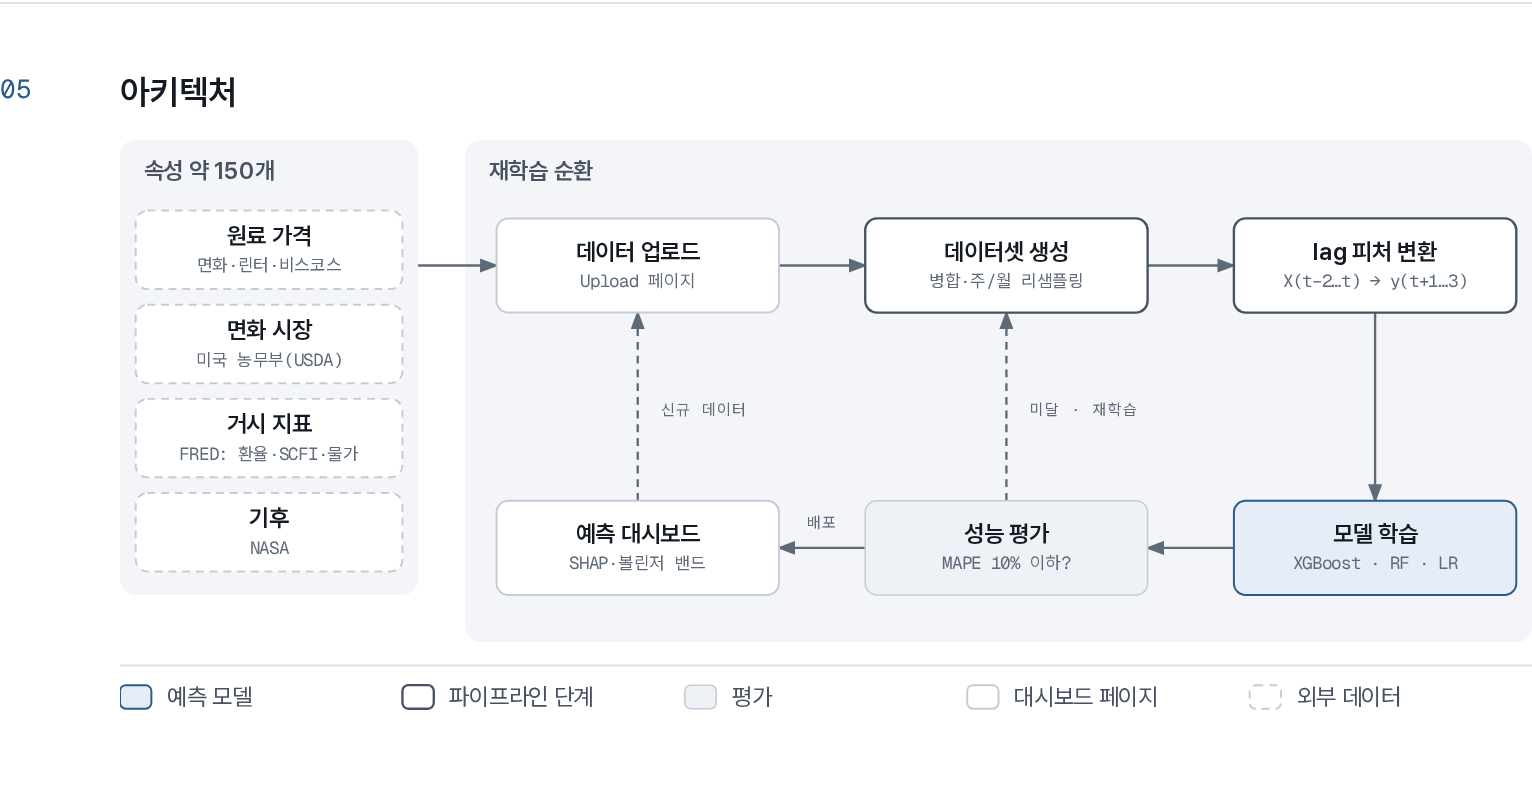 05
아키텍처
속성 약 150개
원료 가격
면화·린터·비스코스
면화 시장
미국 농무부(USDA)
거시 지표
FRED: 환율·SCFI·물가
기후
NASA
재학습 순환
데이터 업로드
Upload 페이지
데이터셋 생성
병합·주/월 리샘플링
lag 피처 변환
X(t-2…t) → y(t+1…3)
신규 데이터
미달 · 재학습
예측 대시보드
SHAP·볼린저 밴드
배포
성능 평가
MAPE 10% 이하?
모델 학습
XGBoost · RF · LR
예측 모델
파이프라인 단계
평가
대시보드 페이지
외부 데이터